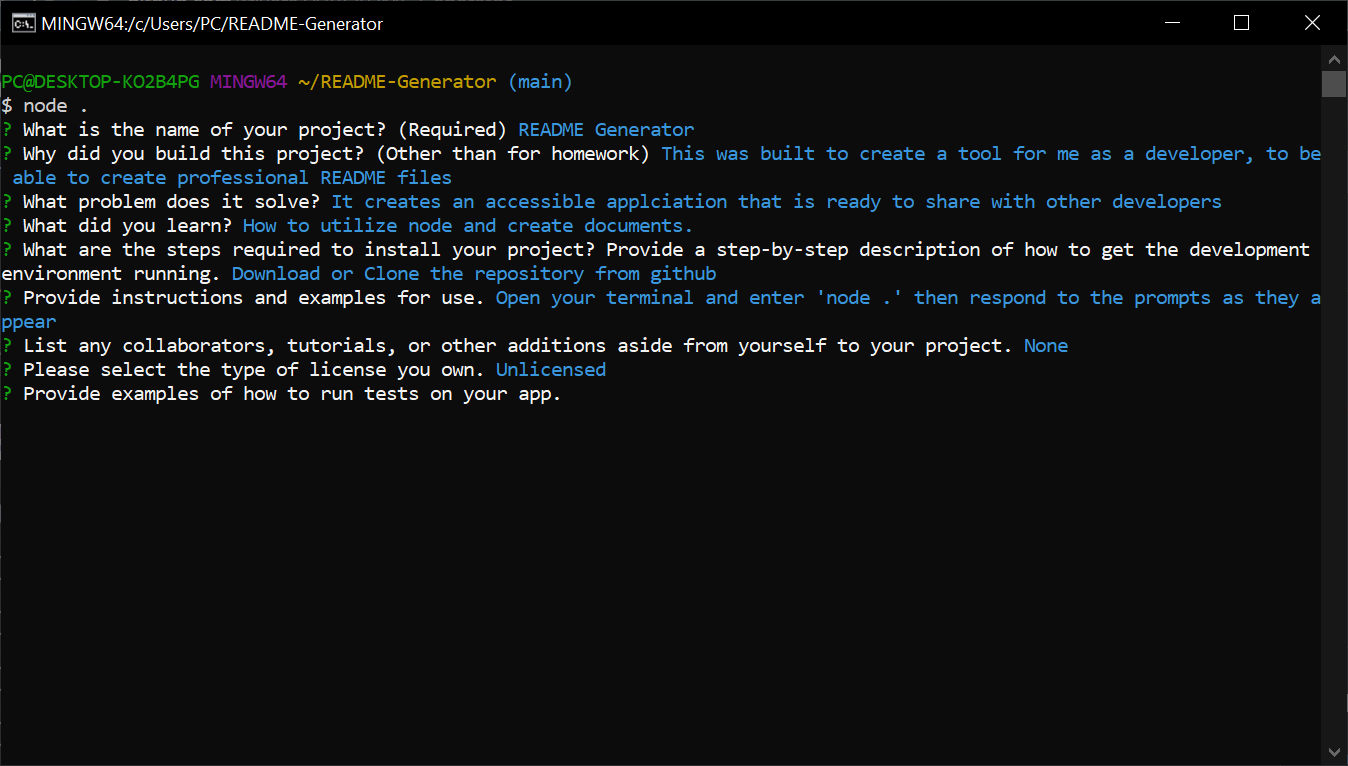 MINGW64:/c/Users/PC/README-Generator
PC@DESKTOP-KO2B4PG MINGW64 ~/README-Generator (main)
$ node .
? What is the name of your project? (Required) README Generator
? Why did you build this project? (Other than for homework) This was built to create a tool for me as a developer, to be
 able to create professional README files
? What problem does it solve? It creates an accessible applciation that is ready to share with other developers
? What did you learn? How to utilize node and create documents.
? What are the steps required to install your project? Provide a step-by-step description of how to get the development
environment running. Download or Clone the repository from github
? Provide instructions and examples for use. Open your terminal and enter 'node .' then respond to the prompts as they a
ppear
? List any collaborators, tutorials, or other additions aside from yourself to your project. None
? Please select the type of license you own. Unlicensed
? Provide examples of how to run tests on your app.